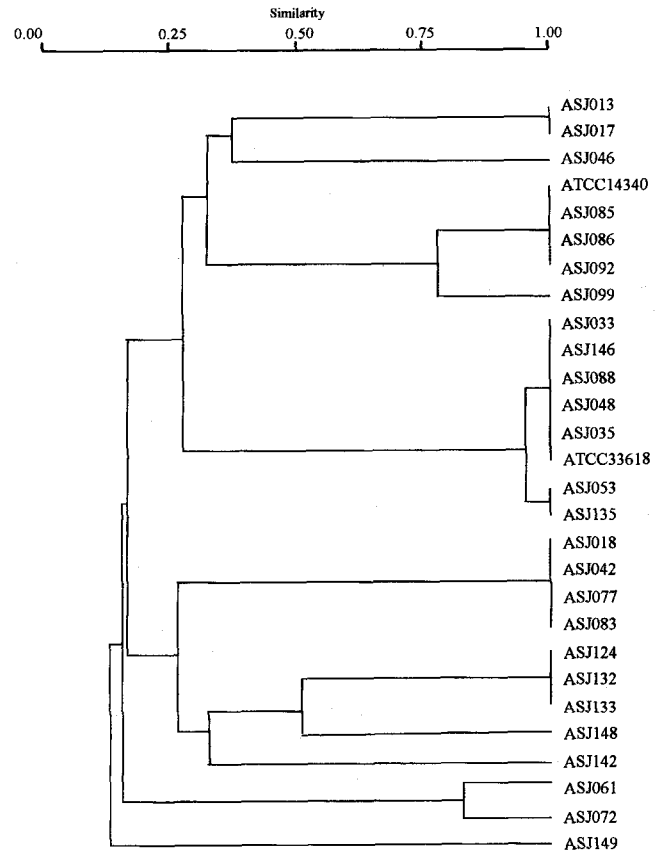 Similarity
0.00 0.25 0.50 0.75 1.00
ASJ013
ASJ017
ASJ046
ATCC14340
ASJ085
ASJ086
ASJ092
ASJ099
ASJ033
ASJ146
ASJ088
ASJ048
ASJ035
ATCC33618
ASJ053
ASJ135
ASJ018
ASJ042
ASJ077
ASJ083
ASJ124
ASJ132
ASJ133
ASJ148
ASJ142
ASJ061
ASJ072
ASJ149